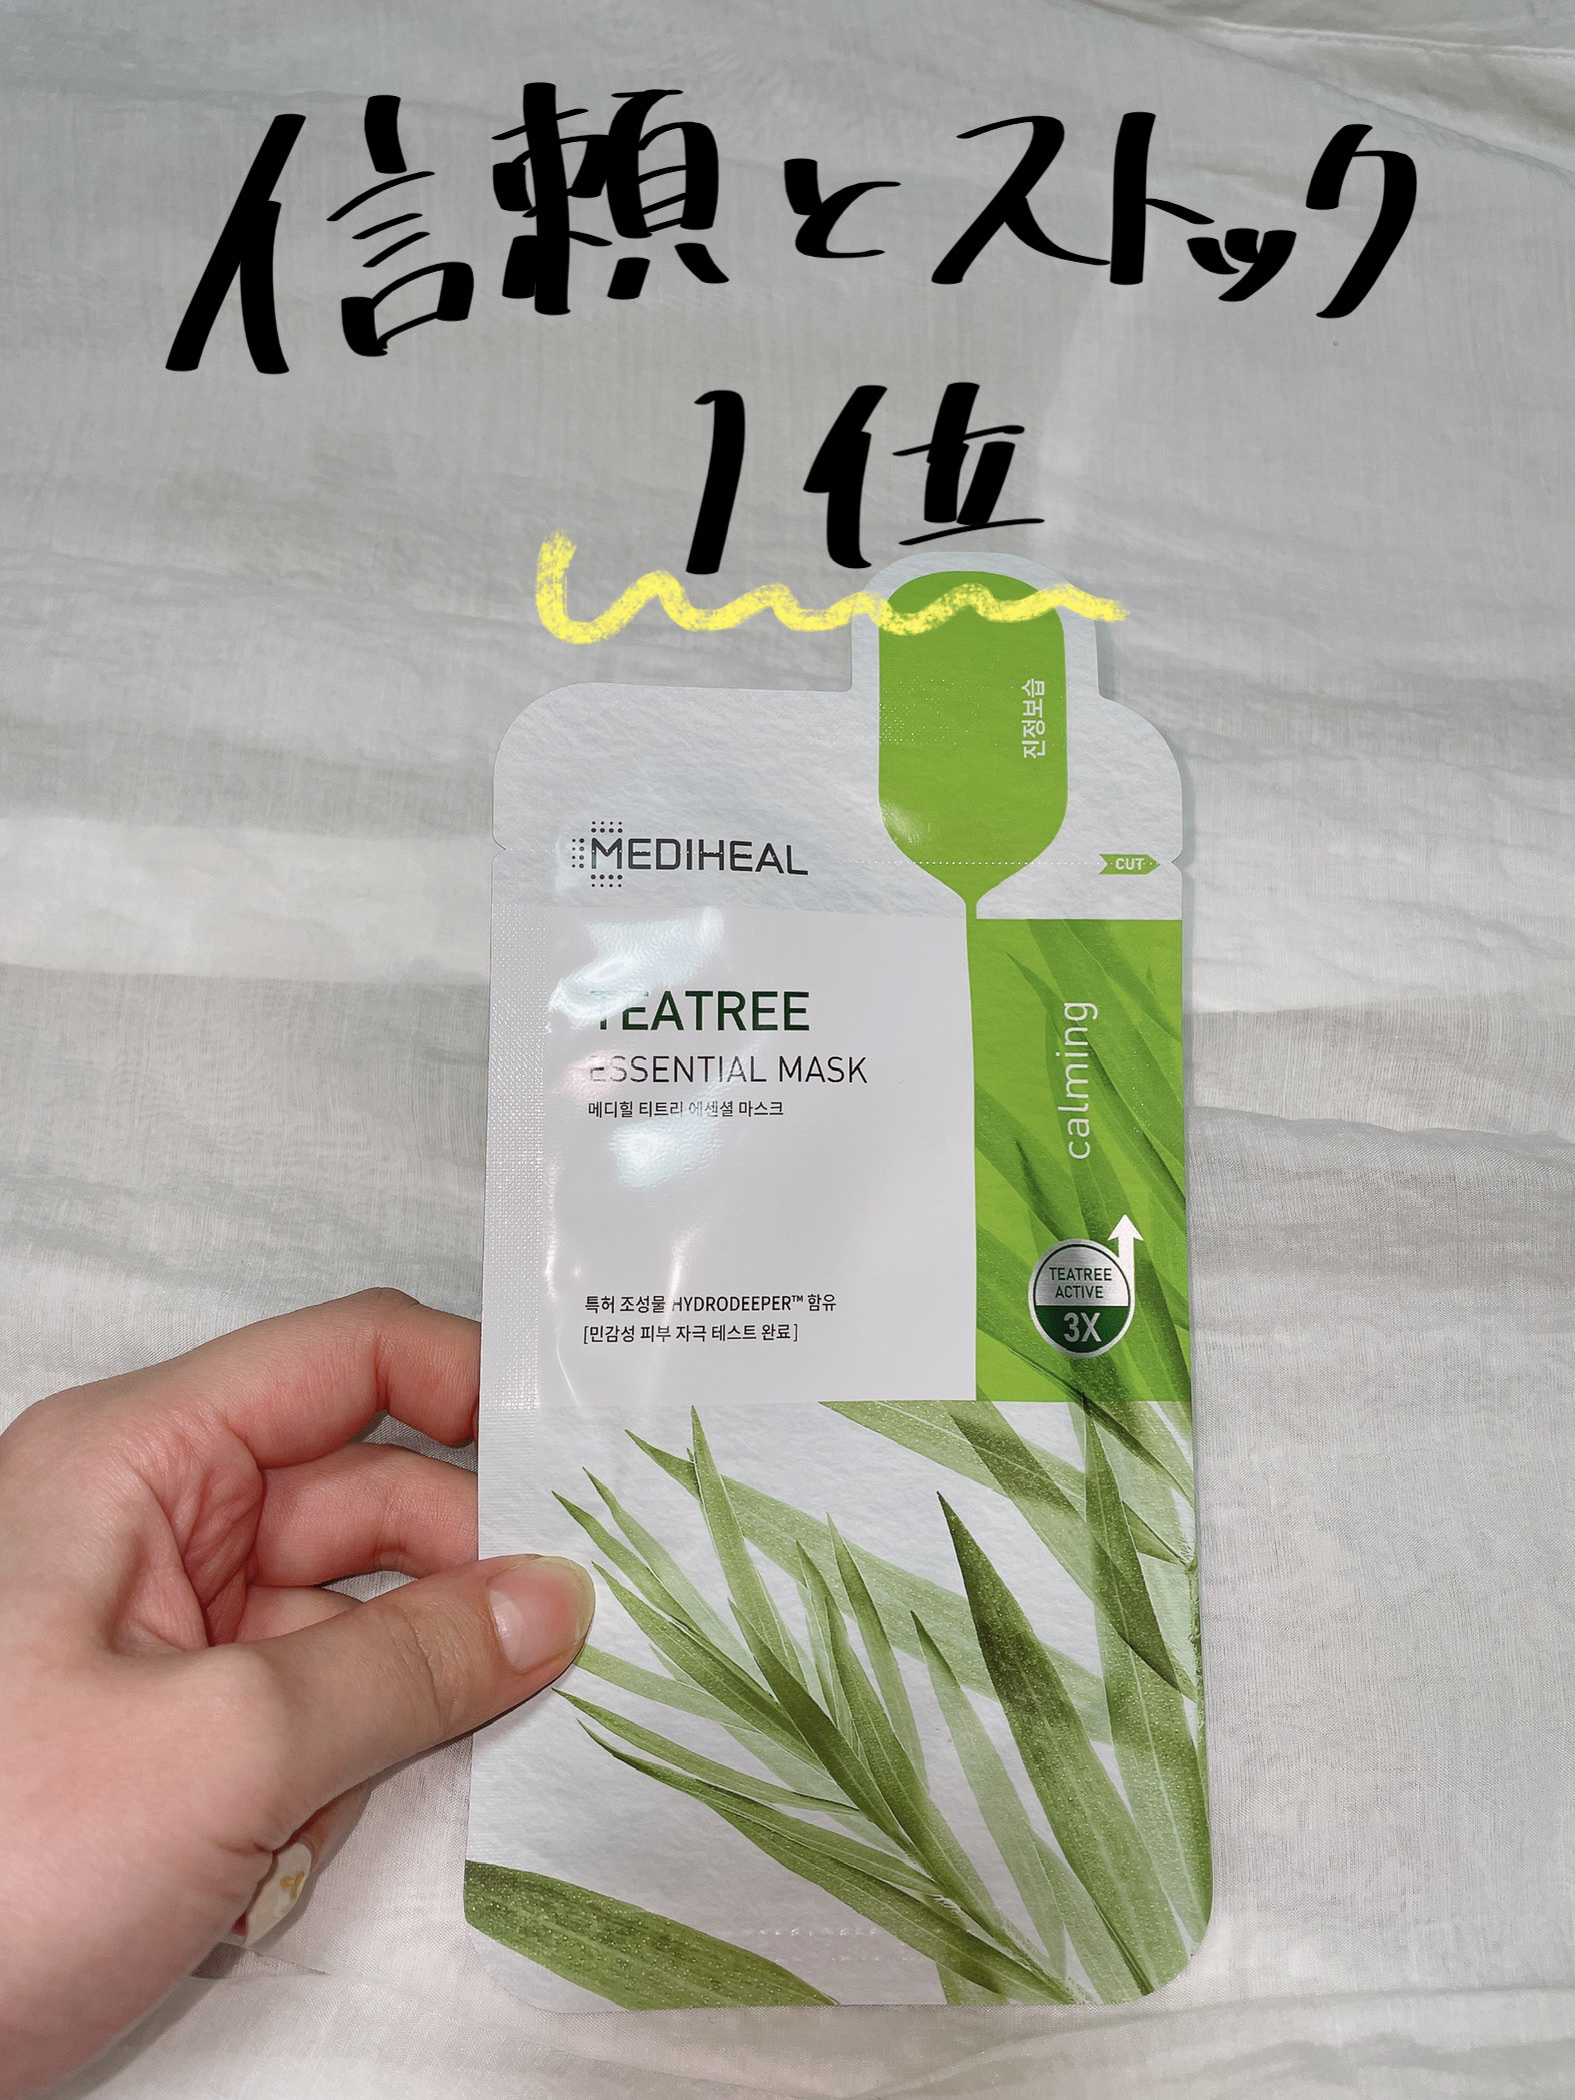 信頼とストック
1位
진정보습
MEDIHEAL
CUT
TEATREE
ESSENTIAL MASK
메디힐 티트리 에센셜 마스크
calming
TEATREE
ACTIVE
3X
특허 조성물 HYDRODEEPER™ 함유
[민감성 피부 자극 테스트 완료]